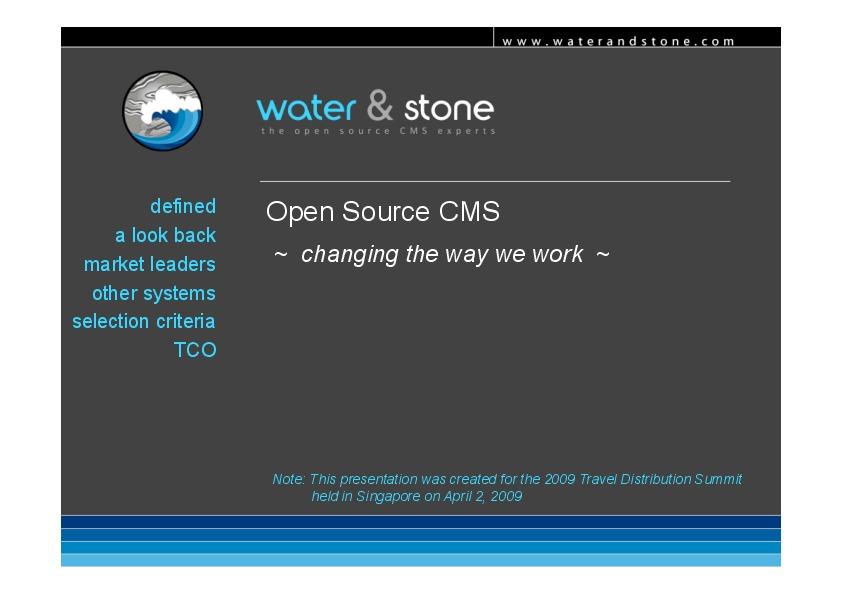 www.waterandstone.com
water & stone
the open source CMS experts
defined
a look back
market leaders
other systems
selection criteria
TCO
Open Source CMS
~ changing the way we work ~
Note: This presentation was created for the 2009 Travel Distribution Summit
held in Singapore on April 2, 2009